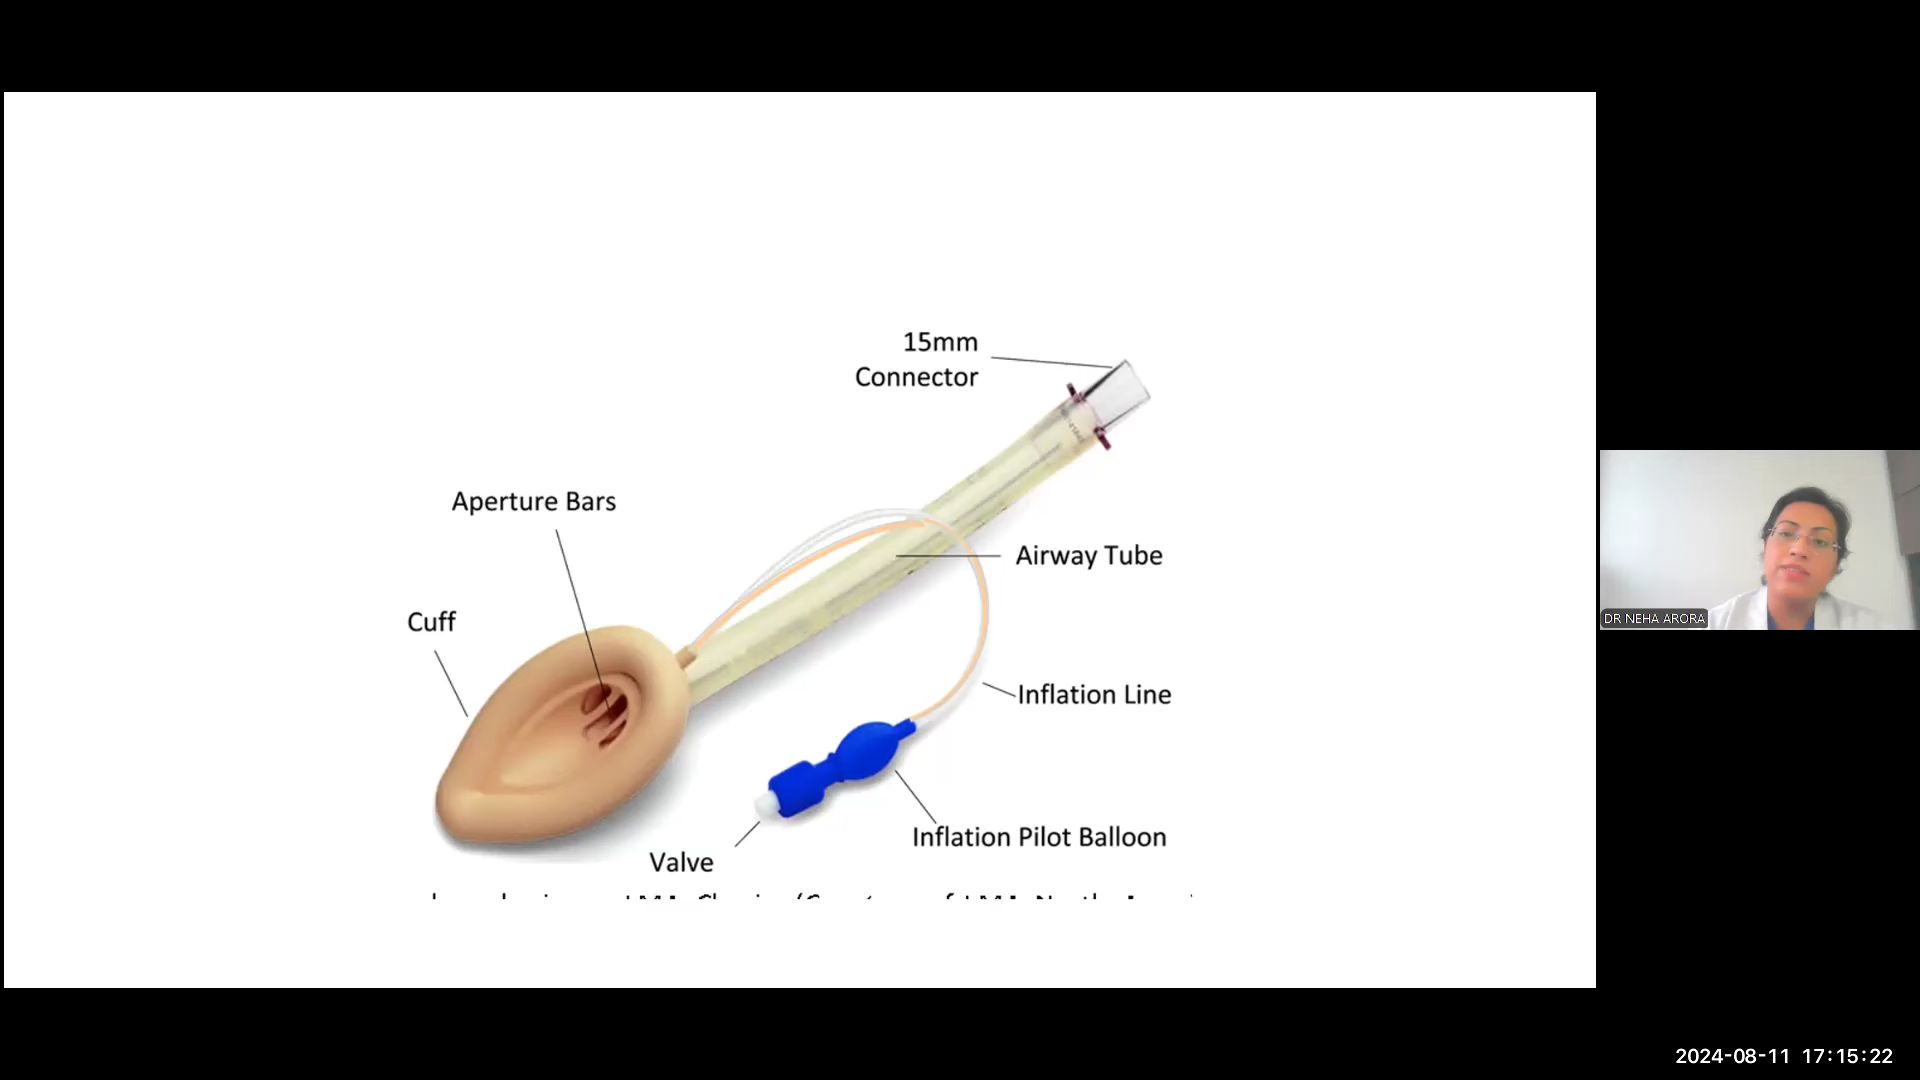 15mm
Connector
Aperture Bars
Airway Tube
Cuff
Inflation Line
Inflation Pilot Balloon
Valve
DR NEHA ARORA
2024-08-11 17:15:22